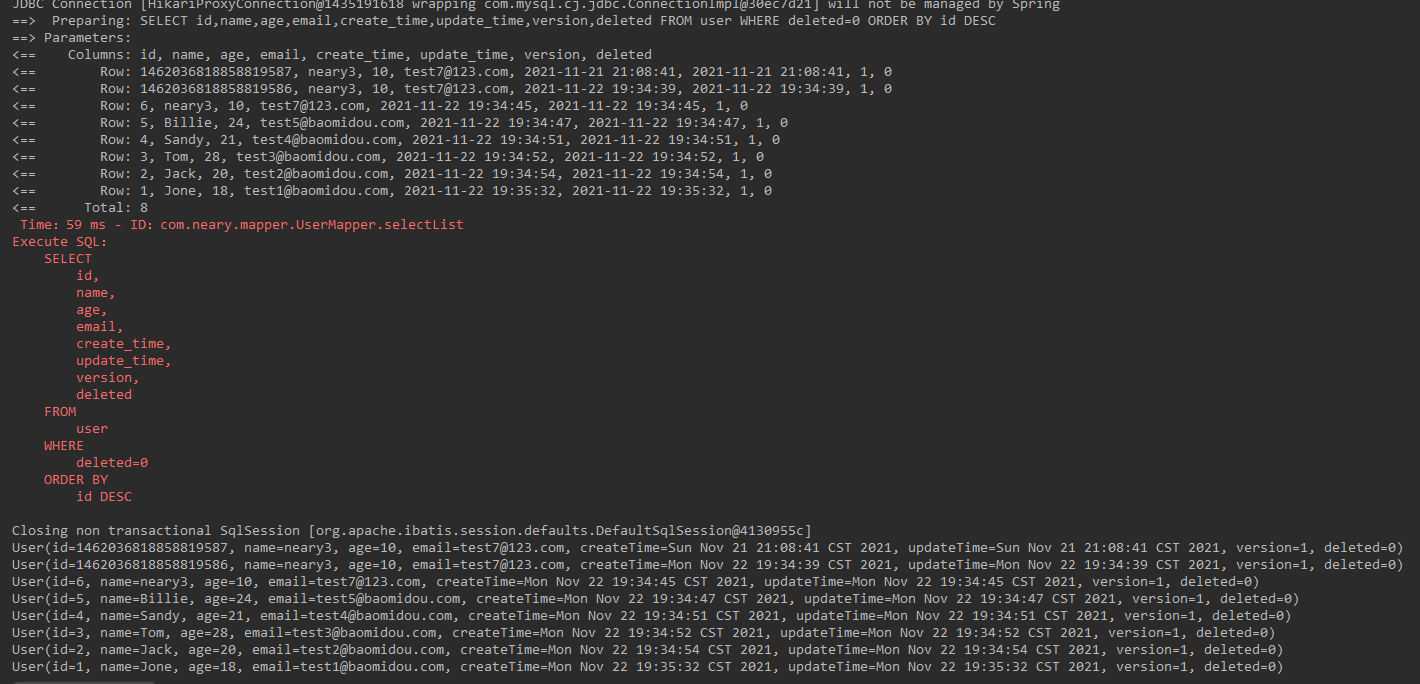 JDBC Connection [HikariProxyConnection@1435191618 wrapping com.mysql.cj.jdbc.ConnectionImpl@30ec7d21] will not be managed by Spring
==>  Preparing: SELECT id,name,age,email,create_time,update_time,version,deleted FROM user WHERE deleted=0 ORDER BY id DESC
==> Parameters:
<==    Columns: id, name, age, email, create_time, update_time, version, deleted
<==        Row: 1462036818858819587, neary3, 10, test7@123.com, 2021-11-21 21:08:41, 2021-11-21 21:08:41, 1, 0
<==        Row: 1462036818858819586, neary3, 10, test7@123.com, 2021-11-22 19:34:39, 2021-11-22 19:34:39, 1, 0
<==        Row: 6, neary3, 10, test7@123.com, 2021-11-22 19:34:45, 2021-11-22 19:34:45, 1, 0
<==        Row: 5, Billie, 24, test5@baomidou.com, 2021-11-22 19:34:47, 2021-11-22 19:34:47, 1, 0
<==        Row: 4, Sandy, 21, test4@baomidou.com, 2021-11-22 19:34:51, 2021-11-22 19:34:51, 1, 0
<==        Row: 3, Tom, 28, test3@baomidou.com, 2021-11-22 19:34:52, 2021-11-22 19:34:52, 1, 0
<==        Row: 2, Jack, 20, test2@baomidou.com, 2021-11-22 19:34:54, 2021-11-22 19:34:54, 1, 0
<==        Row: 1, Jone, 18, test1@baomidou.com, 2021-11-22 19:35:32, 2021-11-22 19:35:32, 1, 0
<==      Total: 8
 Time：59 ms - ID：com.neary.mapper.UserMapper.selectList
Execute SQL：
    SELECT
        id,
        name,
        age,
        email,
        create_time,
        update_time,
        version,
        deleted
    FROM
        user
    WHERE
        deleted=0
    ORDER BY
        id DESC
Closing non transactional SqlSession [org.apache.ibatis.session.defaults.DefaultSqlSession@4130955c]
User(id=1462036818858819587, name=neary3, age=10, email=test7@123.com, createTime=Sun Nov 21 21:08:41 CST 2021, updateTime=Sun Nov 21 21:08:41 CST 2021, version=1, deleted=0)
User(id=1462036818858819586, name=neary3, age=10, email=test7@123.com, createTime=Mon Nov 22 19:34:39 CST 2021, updateTime=Mon Nov 22 19:34:39 CST 2021, version=1, deleted=0)
User(id=6, name=neary3, age=10, email=test7@123.com, createTime=Mon Nov 22 19:34:45 CST 2021, updateTime=Mon Nov 22 19:34:45 CST 2021, version=1, deleted=0)
User(id=5, name=Billie, age=24, email=test5@baomidou.com, createTime=Mon Nov 22 19:34:47 CST 2021, updateTime=Mon Nov 22 19:34:47 CST 2021, version=1, deleted=0)
User(id=4, name=Sandy, age=21, email=test4@baomidou.com, createTime=Mon Nov 22 19:34:51 CST 2021, updateTime=Mon Nov 22 19:34:51 CST 2021, version=1, deleted=0)
User(id=3, name=Tom, age=28, email=test3@baomidou.com, createTime=Mon Nov 22 19:34:52 CST 2021, updateTime=Mon Nov 22 19:34:52 CST 2021, version=1, deleted=0)
User(id=2, name=Jack, age=20, email=test2@baomidou.com, createTime=Mon Nov 22 19:34:54 CST 2021, updateTime=Mon Nov 22 19:34:54 CST 2021, version=1, deleted=0)
User(id=1, name=Jone, age=18, email=test1@baomidou.com, createTime=Mon Nov 22 19:35:32 CST 2021, updateTime=Mon Nov 22 19:35:32 CST 2021, version=1, deleted=0)